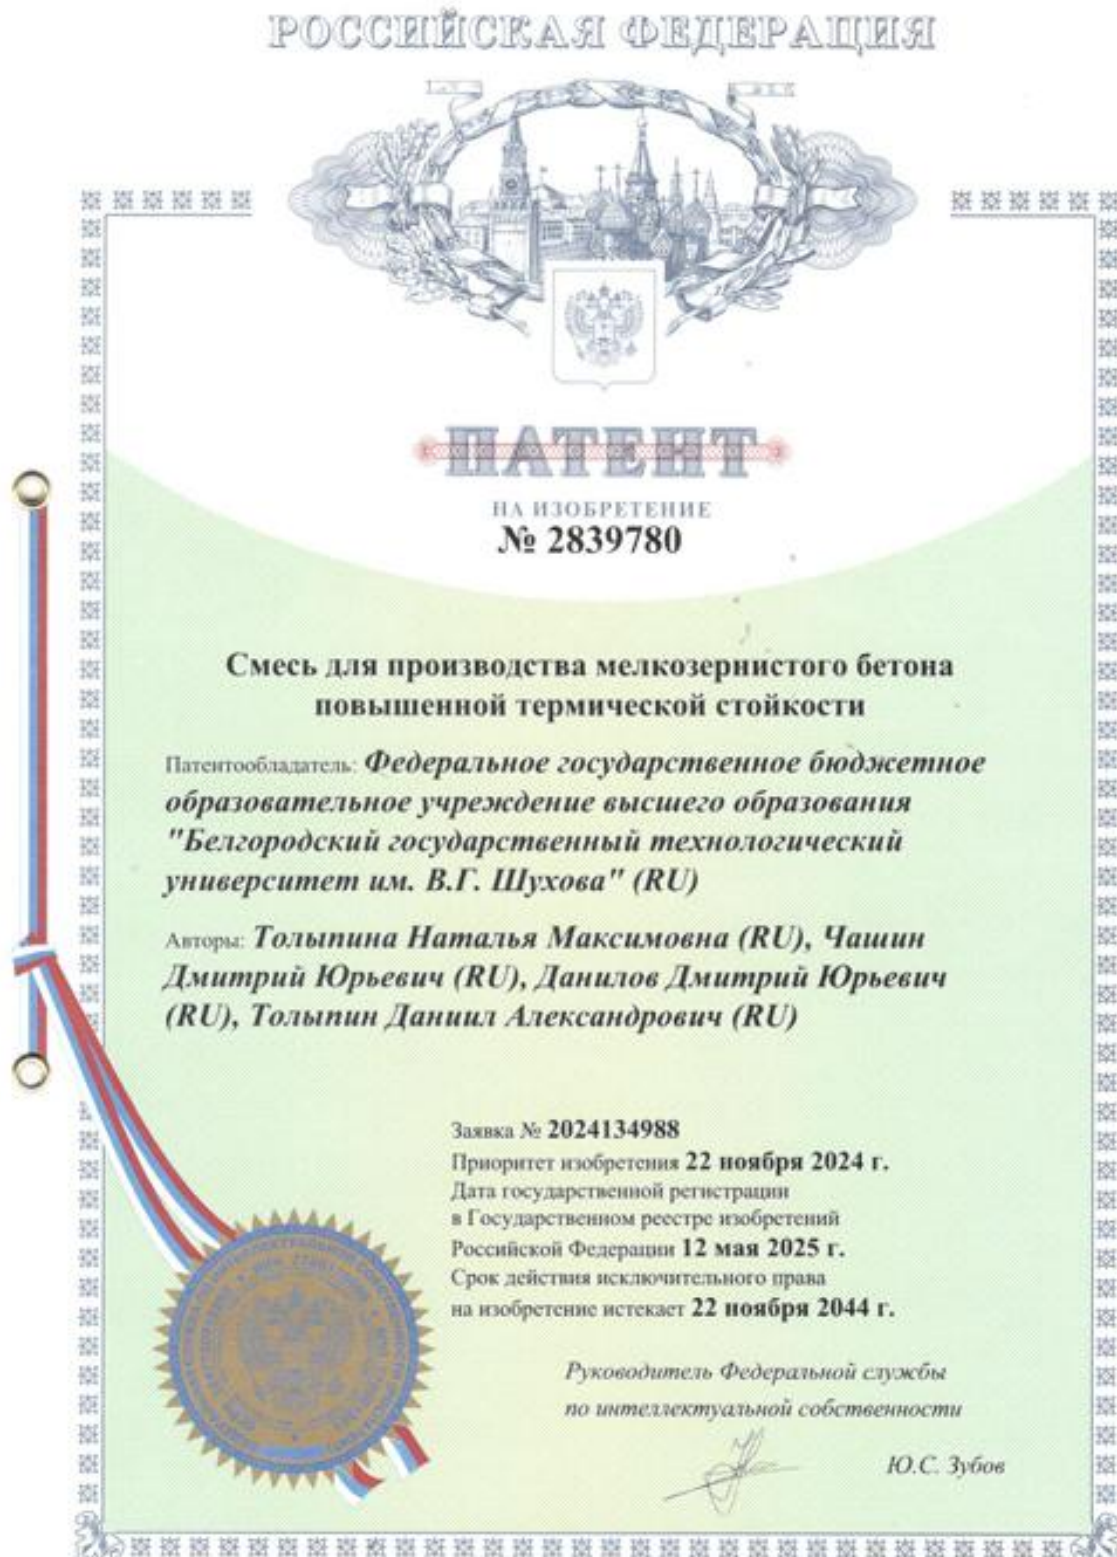 РОССИЙСКАЯ ФЕДЕРАЦИЯ
ПАТЕНТ
НА ИЗОБРЕТЕНИЕ
№ 2839780
Смесь для производства мелкозернистого бетона
повышенной термической стойкости
Патентообладатель: Федеральное государственное бюджетное
образовательное учреждение высшего образования
"Белгородский государственный технологический
университет им. В.Г. Шухова" (RU)
Авторы: Толыпина Наталья Максимовна (RU), Чашин
Дмитрий Юрьевич (RU), Данилов Дмитрий Юрьевич
(RU), Толыпин Даниил Александрович (RU)
Заявка № 2024134988
Приоритет изобретения 22 ноября 2024 г.
Дата государственной регистрации
в Государственном реестре изобретений
Российской Федерации 12 мая 2025 г.
Срок действия исключительного права
на изобретение истекает 22 ноября 2044 г.
Руководитель Федеральной службы
по интеллектуальной собственности
Ю.С. Зубов